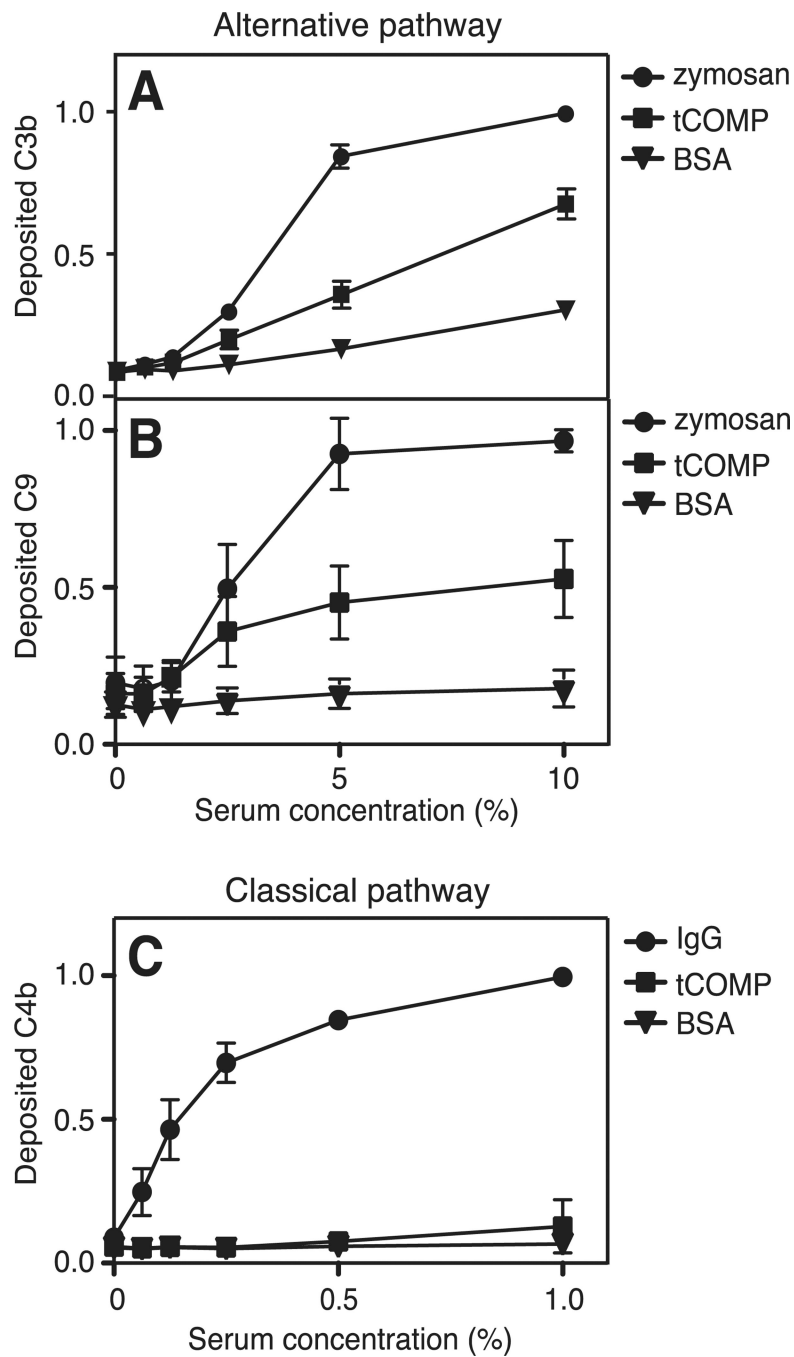 Alternative pathway
A
zymosan
tCOMP
BSA
1.0
0.5
0.0
Deposited C3b
B
zymosan
tCOMP
BSA
1.0
0.5
0.0
Deposited C9
0 5 10
Serum concentration (%)
Classical pathway
C
IgG
tCOMP
BSA
1.0
0.5
0.0
Deposited C4b
0 0.5 1.0
Serum concentration (%)